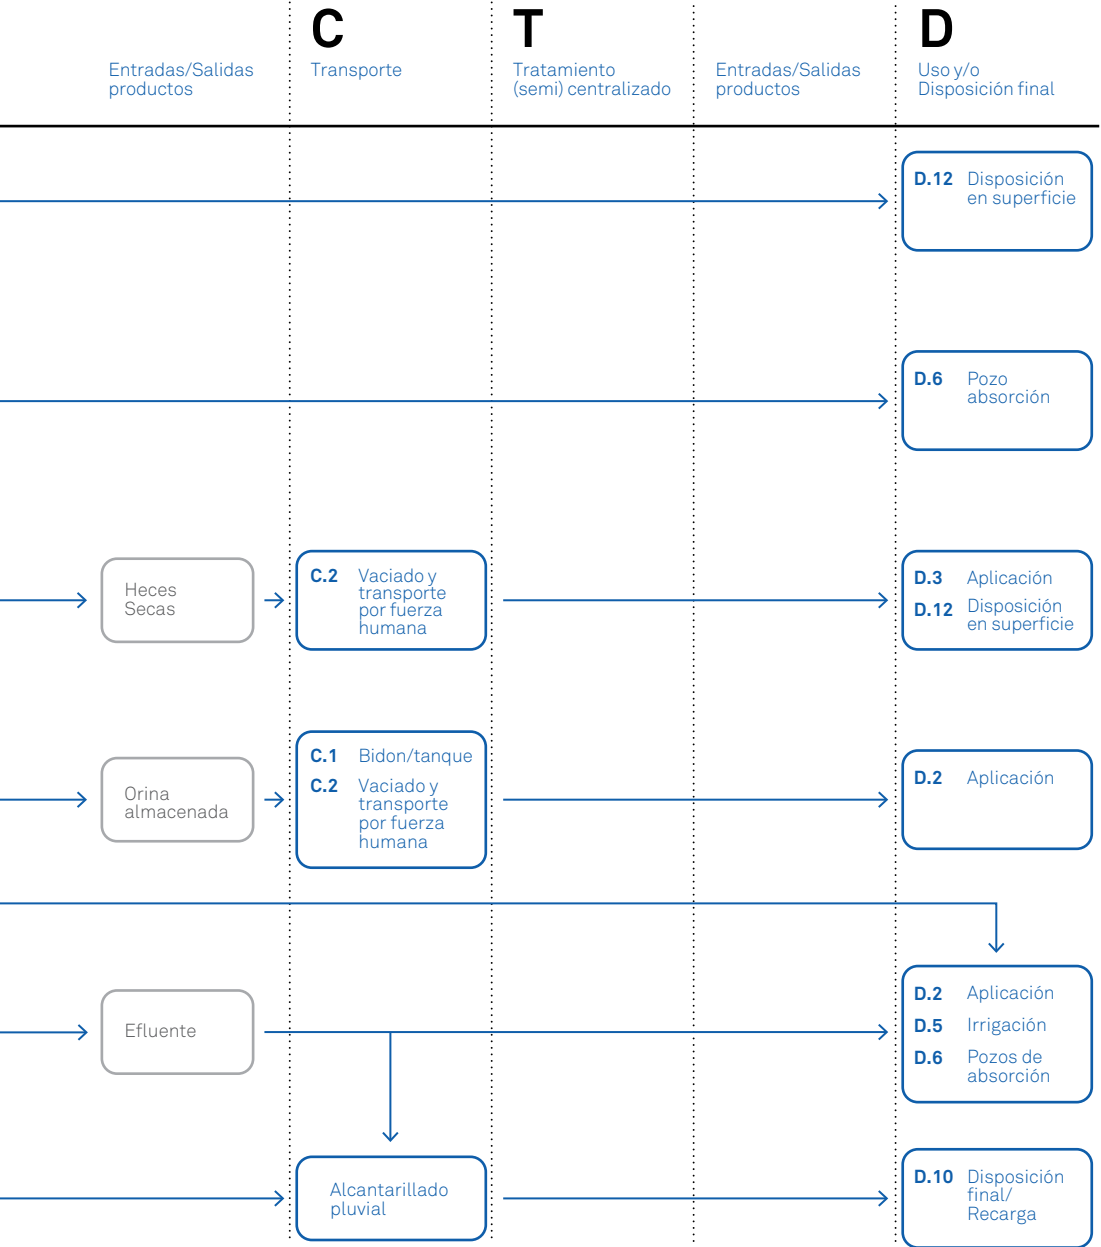 C
T
D
Entradas/Salidas
productos
Transporte
Tratamiento
(semi) centralizado
Entradas/Salidas
productos
Uso y/o
Disposición final
D.12 Disposición
en superficie
D.6 Pozo
absorción
Heces
Secas
C.2 Vaciado y
transporte
por fuerza
humana
D.3 Aplicación
D.12 Disposición
en superficie
Orina
almacenada
C.1 Bidon/tanque
C.2 Vaciado y
transporte
por fuerza
humana
D.2 Aplicación
Efluente
D.2 Aplicación
D.5 Irrigación
D.6 Pozos de
absorción
Alcantarillado
pluvial
D.10 Disposición
final/
Recarga